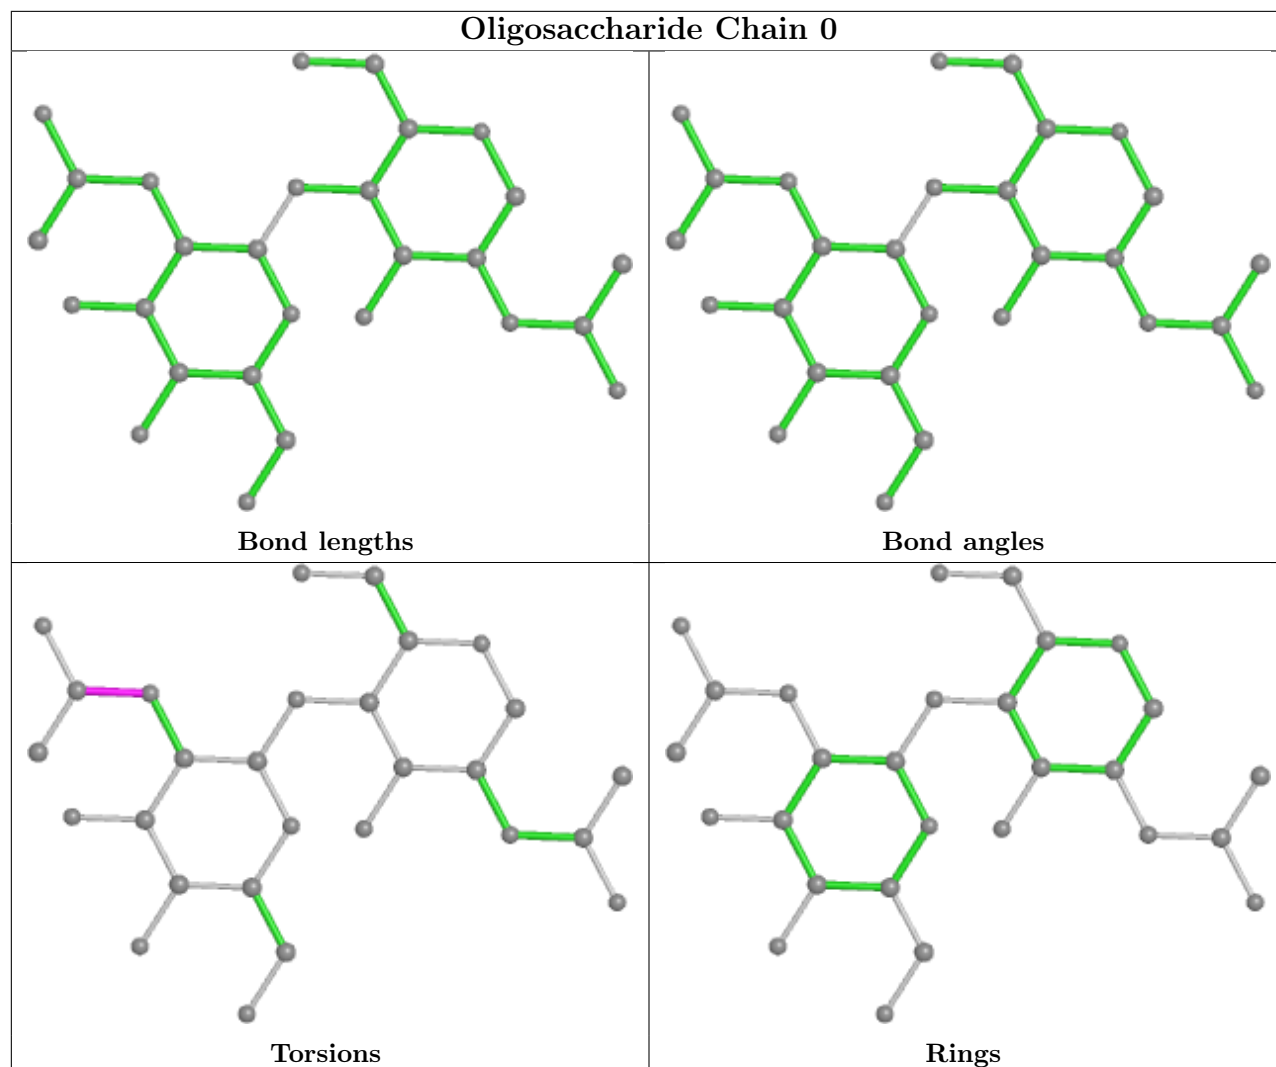 Oligosaccharide Chain 0
Bond lengths
Bond angles
Torsions
Rings